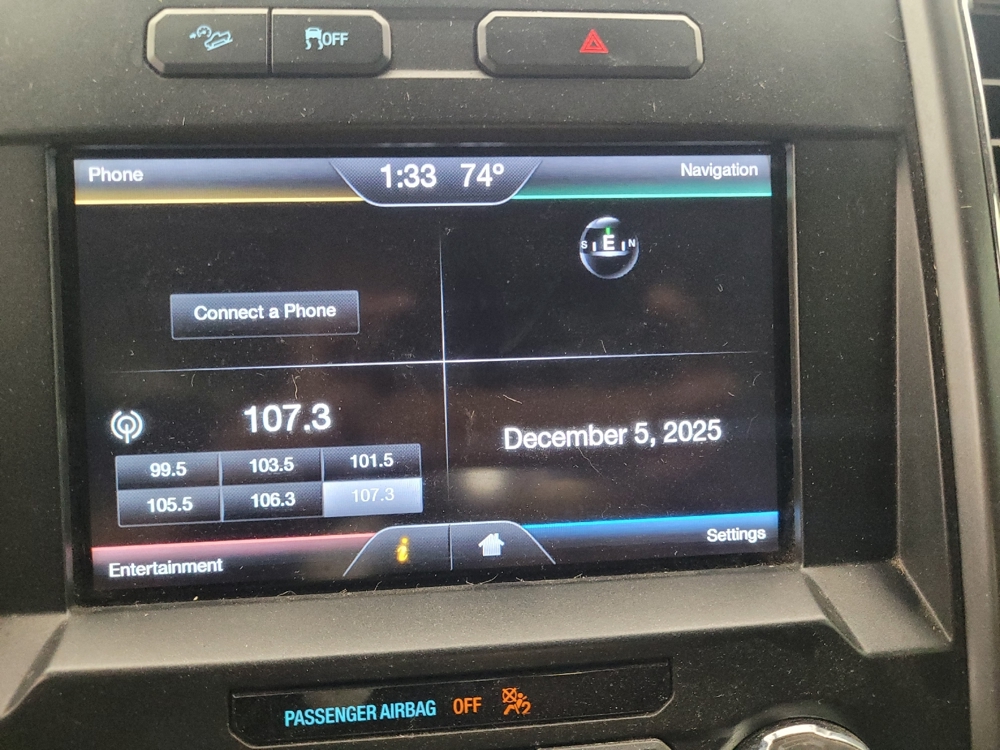 OFF
Phone
1:33 74°
Navigation
S E N
Connect a Phone
107.3
99.5 103.5 101.5
105.5 106.3 107.3
December 5, 2025
i
Entertainment
Settings
PASSENGER AIRBAG OFF 2